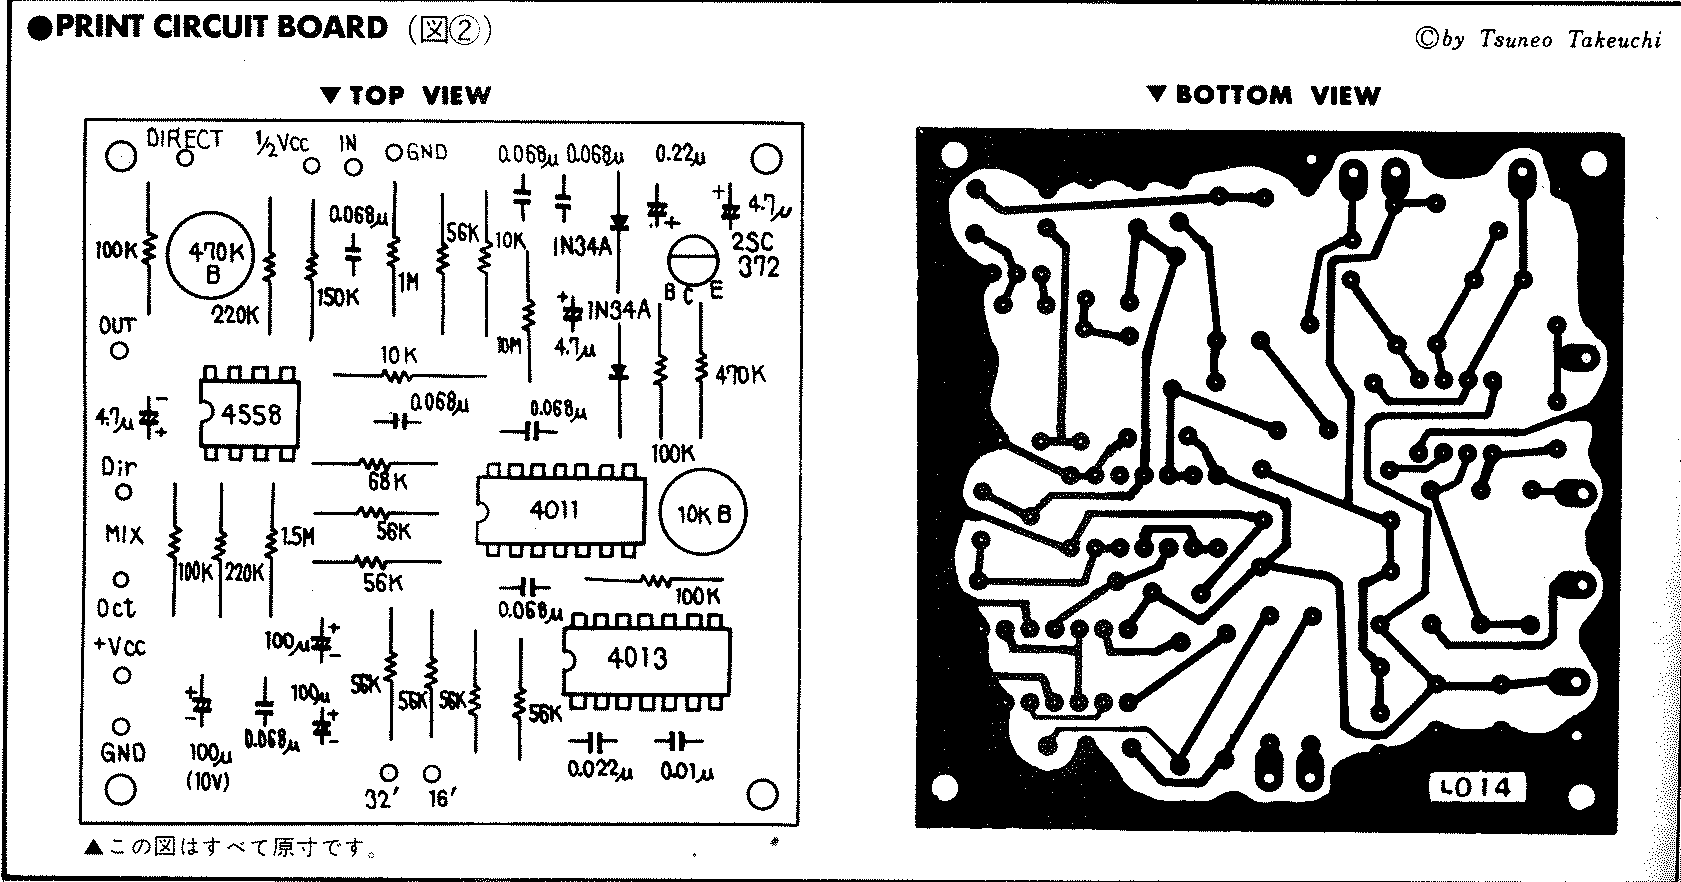 ●PRINT CIRCUIT BOARD (図②)
©by Tsuneo Takeuchi
▼TOP VIEW
▼BOTTOM VIEW
DIRECT
1/2Vcc
IN
GND
0.068μ
0.068μ
0.22μ
0.068μ
+
4.7μ
100K
470K
B
56K
10K
1N34A
+
2SC
372
220K
150K
1M
B C E
OUT
+
1N34A
10M
4.7μ
10K
470K
4.7μ
-
+
4558
0.068μ
0.068μ
100K
Dir
68K
4011
10K B
MIX
1.5M
56K
100K
220K
56K
100K
Oct
0.068μ
+Vcc
100μ
+
-
4013
56K
56K
56K
56K
+
-
100μ
+
-
GND
100μ
(10V)
0.068μ
0.022μ
0.01μ
32'
16'
L014
▲この図はすべて原寸です。